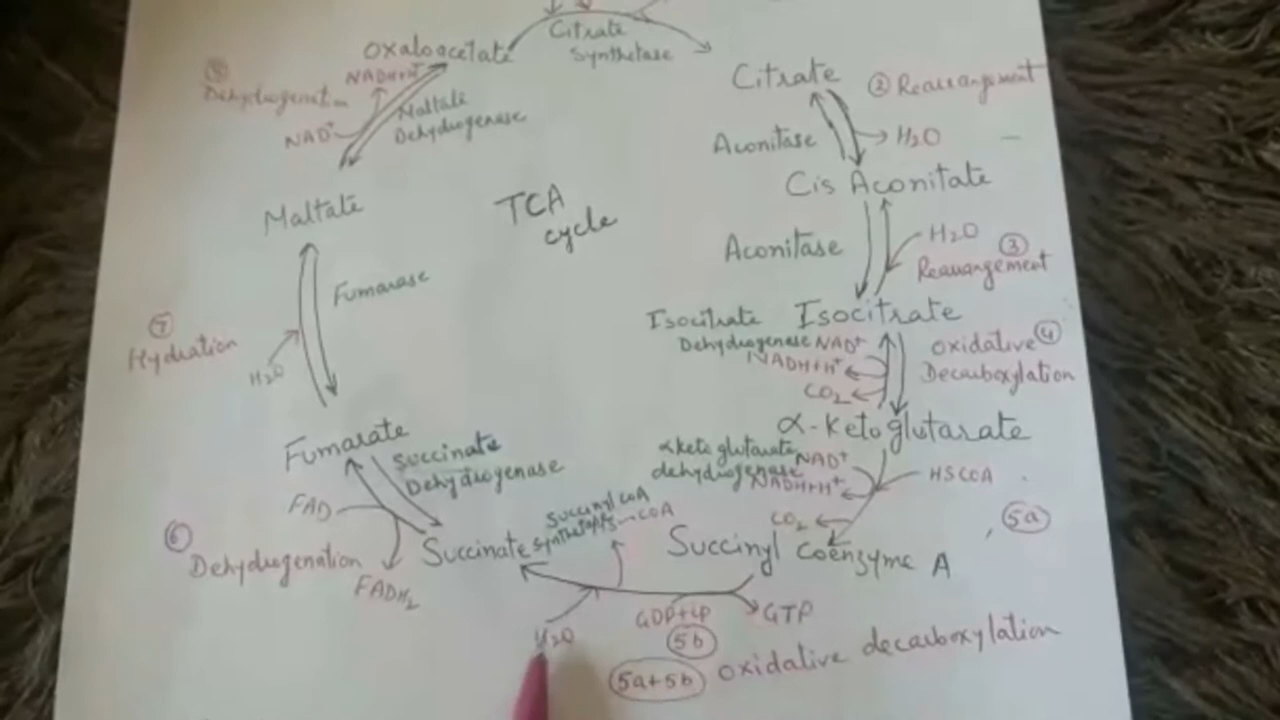 Oxaloacetate
Citrate
Synthetase
Citrate
② Rearrangement
⑧
Dehydrogenation
NADH+H⁺
NAD⁺
Maltate
Dehydrogenase
Aconitase
H₂O
Cis Aconitate
TCA
cycle
Maltate
Aconitase
H₂O
③
Rearrangement
Fumarase
Isocitrate
Dehydrogenase
Isocitrate
NAD⁺
NADH+H⁺
CO₂
Oxidative ④
Decarboxylation
⑦
Hydration
H₂O
α-Ketoglutarate
Fumarate
Succinate
Dehydrogenase
αketo glutarate
dehydrogenase
NAD⁺
NADH+H⁺
HSCOA
CO₂
FAD
⑥
Dehydrogenation
FADH₂
Succinate
Succinyl COA
COA
Succinyl Coenzyme A
5a
H₂O
GTP
5b
5a+5b Oxidative decarboxylation